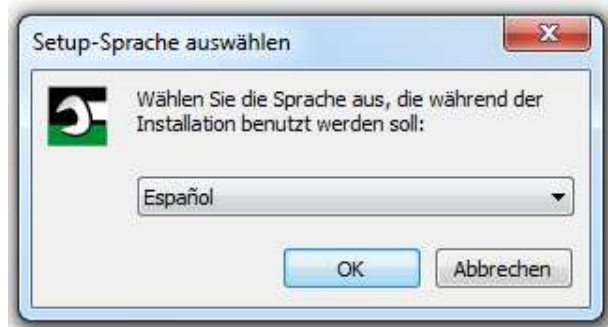 Setup-Sprache auswählen
Wählen Sie die Sprache aus, die während der
Installation benutzt werden soll:
Español
OK
Abbrechen